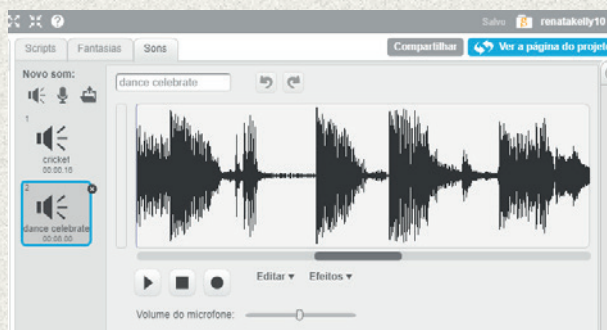 Salvo renatakelly10
Scripts Fantasias Sons Compartilhar Ver a página do projeto
Novo som:
dance celebrate
1
cricket
00:00.10
2
dance celebrate
00:08.00
Editar Efeitos
Volume do microfone: